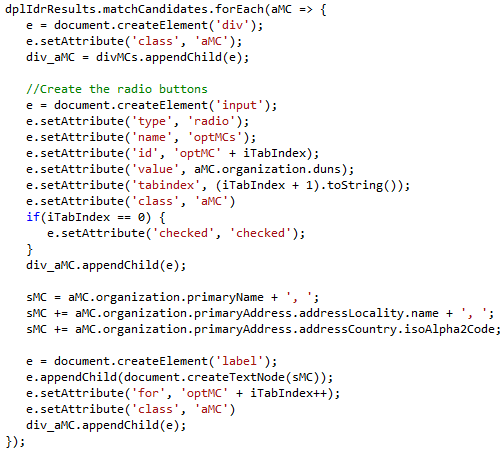 dplIdrResults.matchCandidates.forEach(aMC => {
   e = document.createElement('div');
   e.setAttribute('class', 'aMC');
   div_aMC = divMCs.appendChild(e);

   //Create the radio buttons
   e = document.createElement('input');
   e.setAttribute('type', 'radio');
   e.setAttribute('name', 'optMCs');
   e.setAttribute('id', 'optMC' + iTabIndex);
   e.setAttribute('value', aMC.organization.duns);
   e.setAttribute('tabindex', (iTabIndex + 1).toString());
   e.setAttribute('class', 'aMC')
   if(iTabIndex == 0) {
      e.setAttribute('checked', 'checked');
   }
   div_aMC.appendChild(e);

   sMC = aMC.organization.primaryName + ', ';
   sMC += aMC.organization.primaryAddress.addressLocality.name + ', ';
   sMC += aMC.organization.primaryAddress.addressCountry.isoAlpha2Code;

   e = document.createElement('label');
   e.appendChild(document.createTextNode(sMC));
   e.setAttribute('for', 'optMC' + iTabIndex++);
   e.setAttribute('class', 'aMC')
   div_aMC.appendChild(e);
});